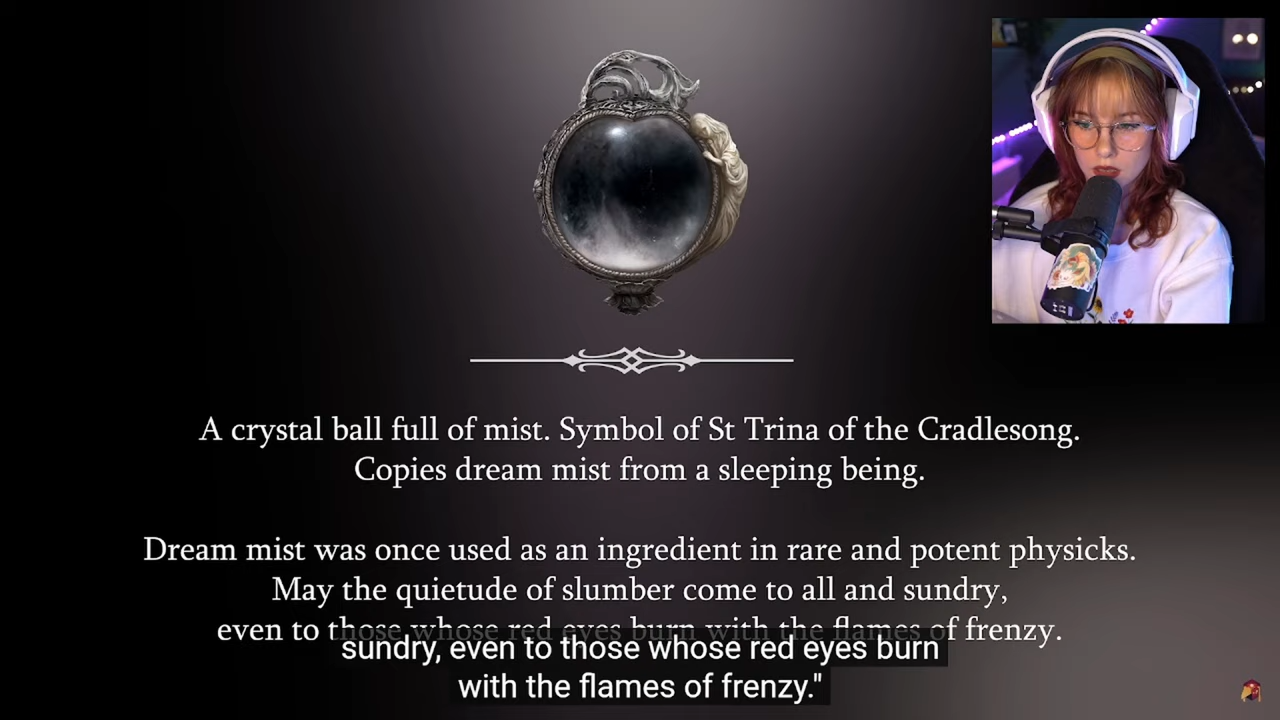 A crystal ball full of mist. Symbol of St Trina of the Cradlesong.
Copies dream mist from a sleeping being.
Dream mist was once used as an ingredient in rare and potent physicks.
May the quietude of slumber come to all and sundry,
even to those whose red eyes burn with the flames of frenzy.
sundry, even to those whose red eyes burn
with the flames of frenzy."